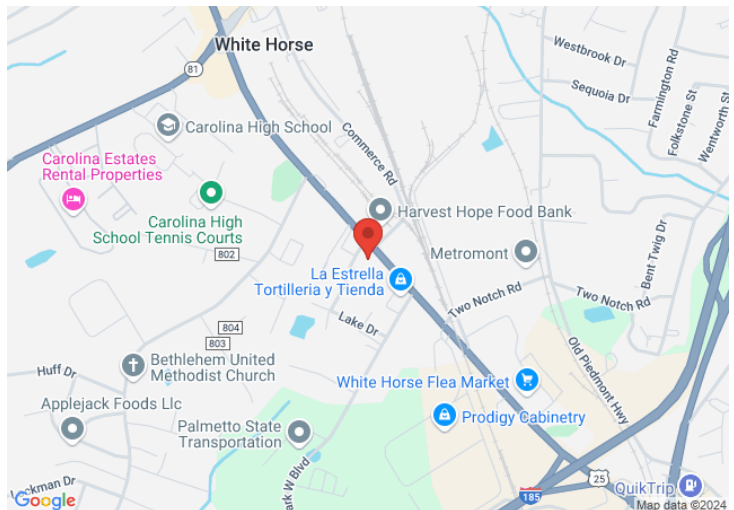 White Horse
Westbrook Dr
Farmington Rd
Folkstone St
Wentworth St
81
Sequoia Dr
Commerce Rd
Carolina High School
Carolina Estates
Rental Properties
Carolina High
School Tennis Courts
Harvest Hope Food Bank
802
Metromont
Bent Twig Dr
La Estrella
Tortilleria y Tienda
Two Notch Rd
Two Notch Rd
804
Lake Dr
803
Old Piedmont Hwy
Bethlehem United
Methodist Church
Huff Dr
White Horse Flea Market
Applejack Foods Llc
Prodigy Cabinetry
Palmetto State
Transportation
ark W Blvd
25
QuikTrip
185
Google
Map data ©2024